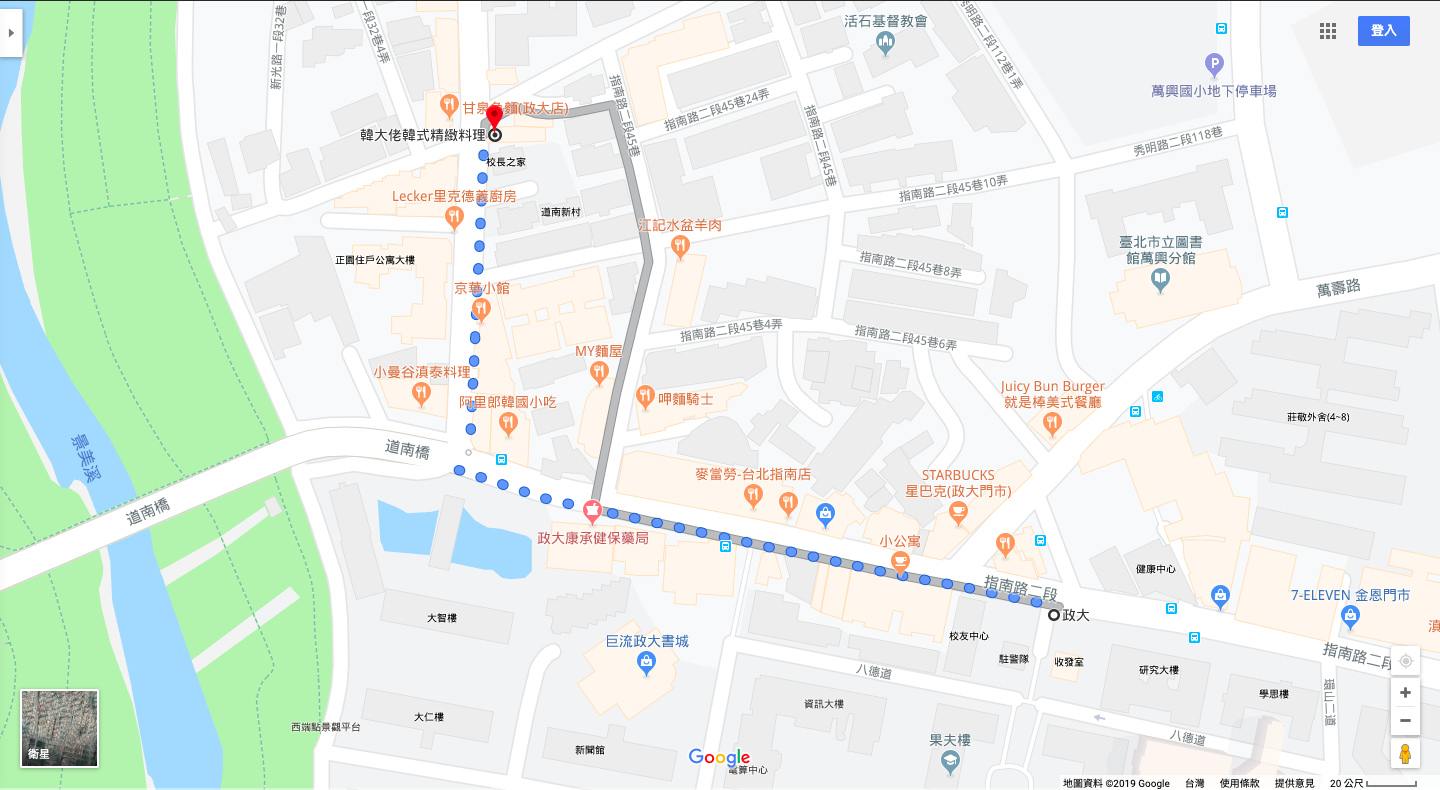 新光路一段32巷
段32巷4弄
活石基督教會
秀明路二段112巷1弄
登入
萬興國小地下停車場
指南路二段45巷
指南路二段45巷24弄
甘泉魚麵(政大店)
韓大佬韓式精緻料理
校長之家
指南路二段45巷
秀明路二段118巷
Lecker里克德義廚房
道南新村
指南路二段45巷10弄
江記水盆羊肉
正園住戶公寓大樓
臺北市立圖書
館萬興分館
指南路二段45巷8弄
京華小館
萬壽路
指南路二段45巷4弄
指南路二段45巷6弄
MY麵屋
小曼谷滇泰料理
阿里郎韓國小吃
呷麵騎士
Juicy Bun Burger
就是棒美式餐廳
莊敬外舍(4~8)
景美溪
道南橋
道南橋
麥當勞-台北指南店
STARBUCKS
星巴克(政大門市)
政大康承健保藥局
小公寓
健康中心
指南路二段
7-ELEVEN 金恩門市
政大
大智樓
巨流政大書城
校友中心
駐警隊
收發室
研究大樓
指南路二段
滇
八德道
學思樓
資訊大樓
大仁樓
西端點景觀平台
新聞館
果夫樓
八德道
衛星
Google
電算中心
地圖資料 ©2019 Google
台灣
使用條款
提供意見
20 公尺